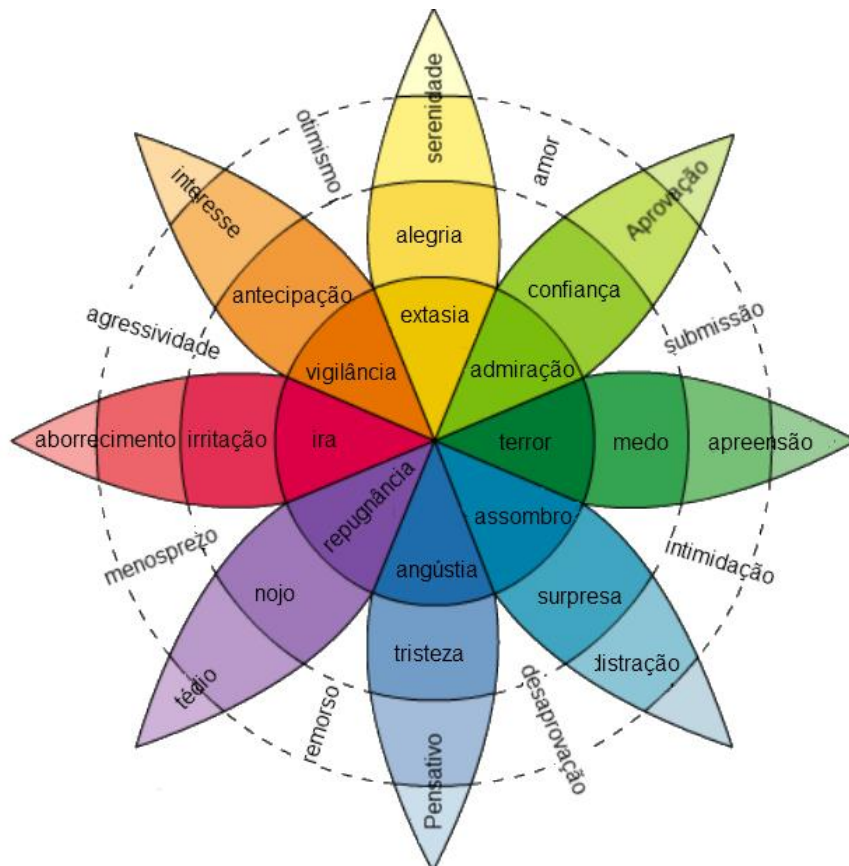 serenidade
otimismo
amor
interesse
Aprovação
alegria
antecipação
confiança
agressividade
extasia
submissão
vigilância
admiração
aborrecimento
irritação
ira
terror
medo
apreensão
repugnância
assombro
menosprezo
intimidação
angústia
nojo
surpresa
tristeza
distração
tédio
remorso
desaprovação
Pensativo